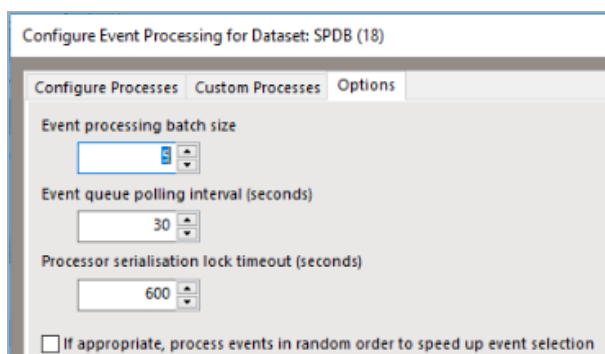 Configure Event Processing for Dataset: SPDB (18)
Configure Processes Custom Processes Options
Event processing batch size
5
Event queue polling interval (seconds)
30
Processor serialisation lock timeout (seconds)
600
If appropriate, process events in random order to speed up event selection